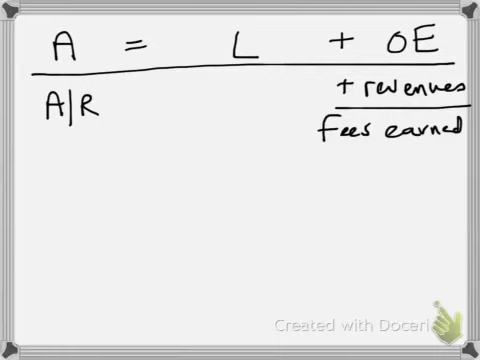 A = L + OE
A/R + revenues
Fees earned
Created with Doceri